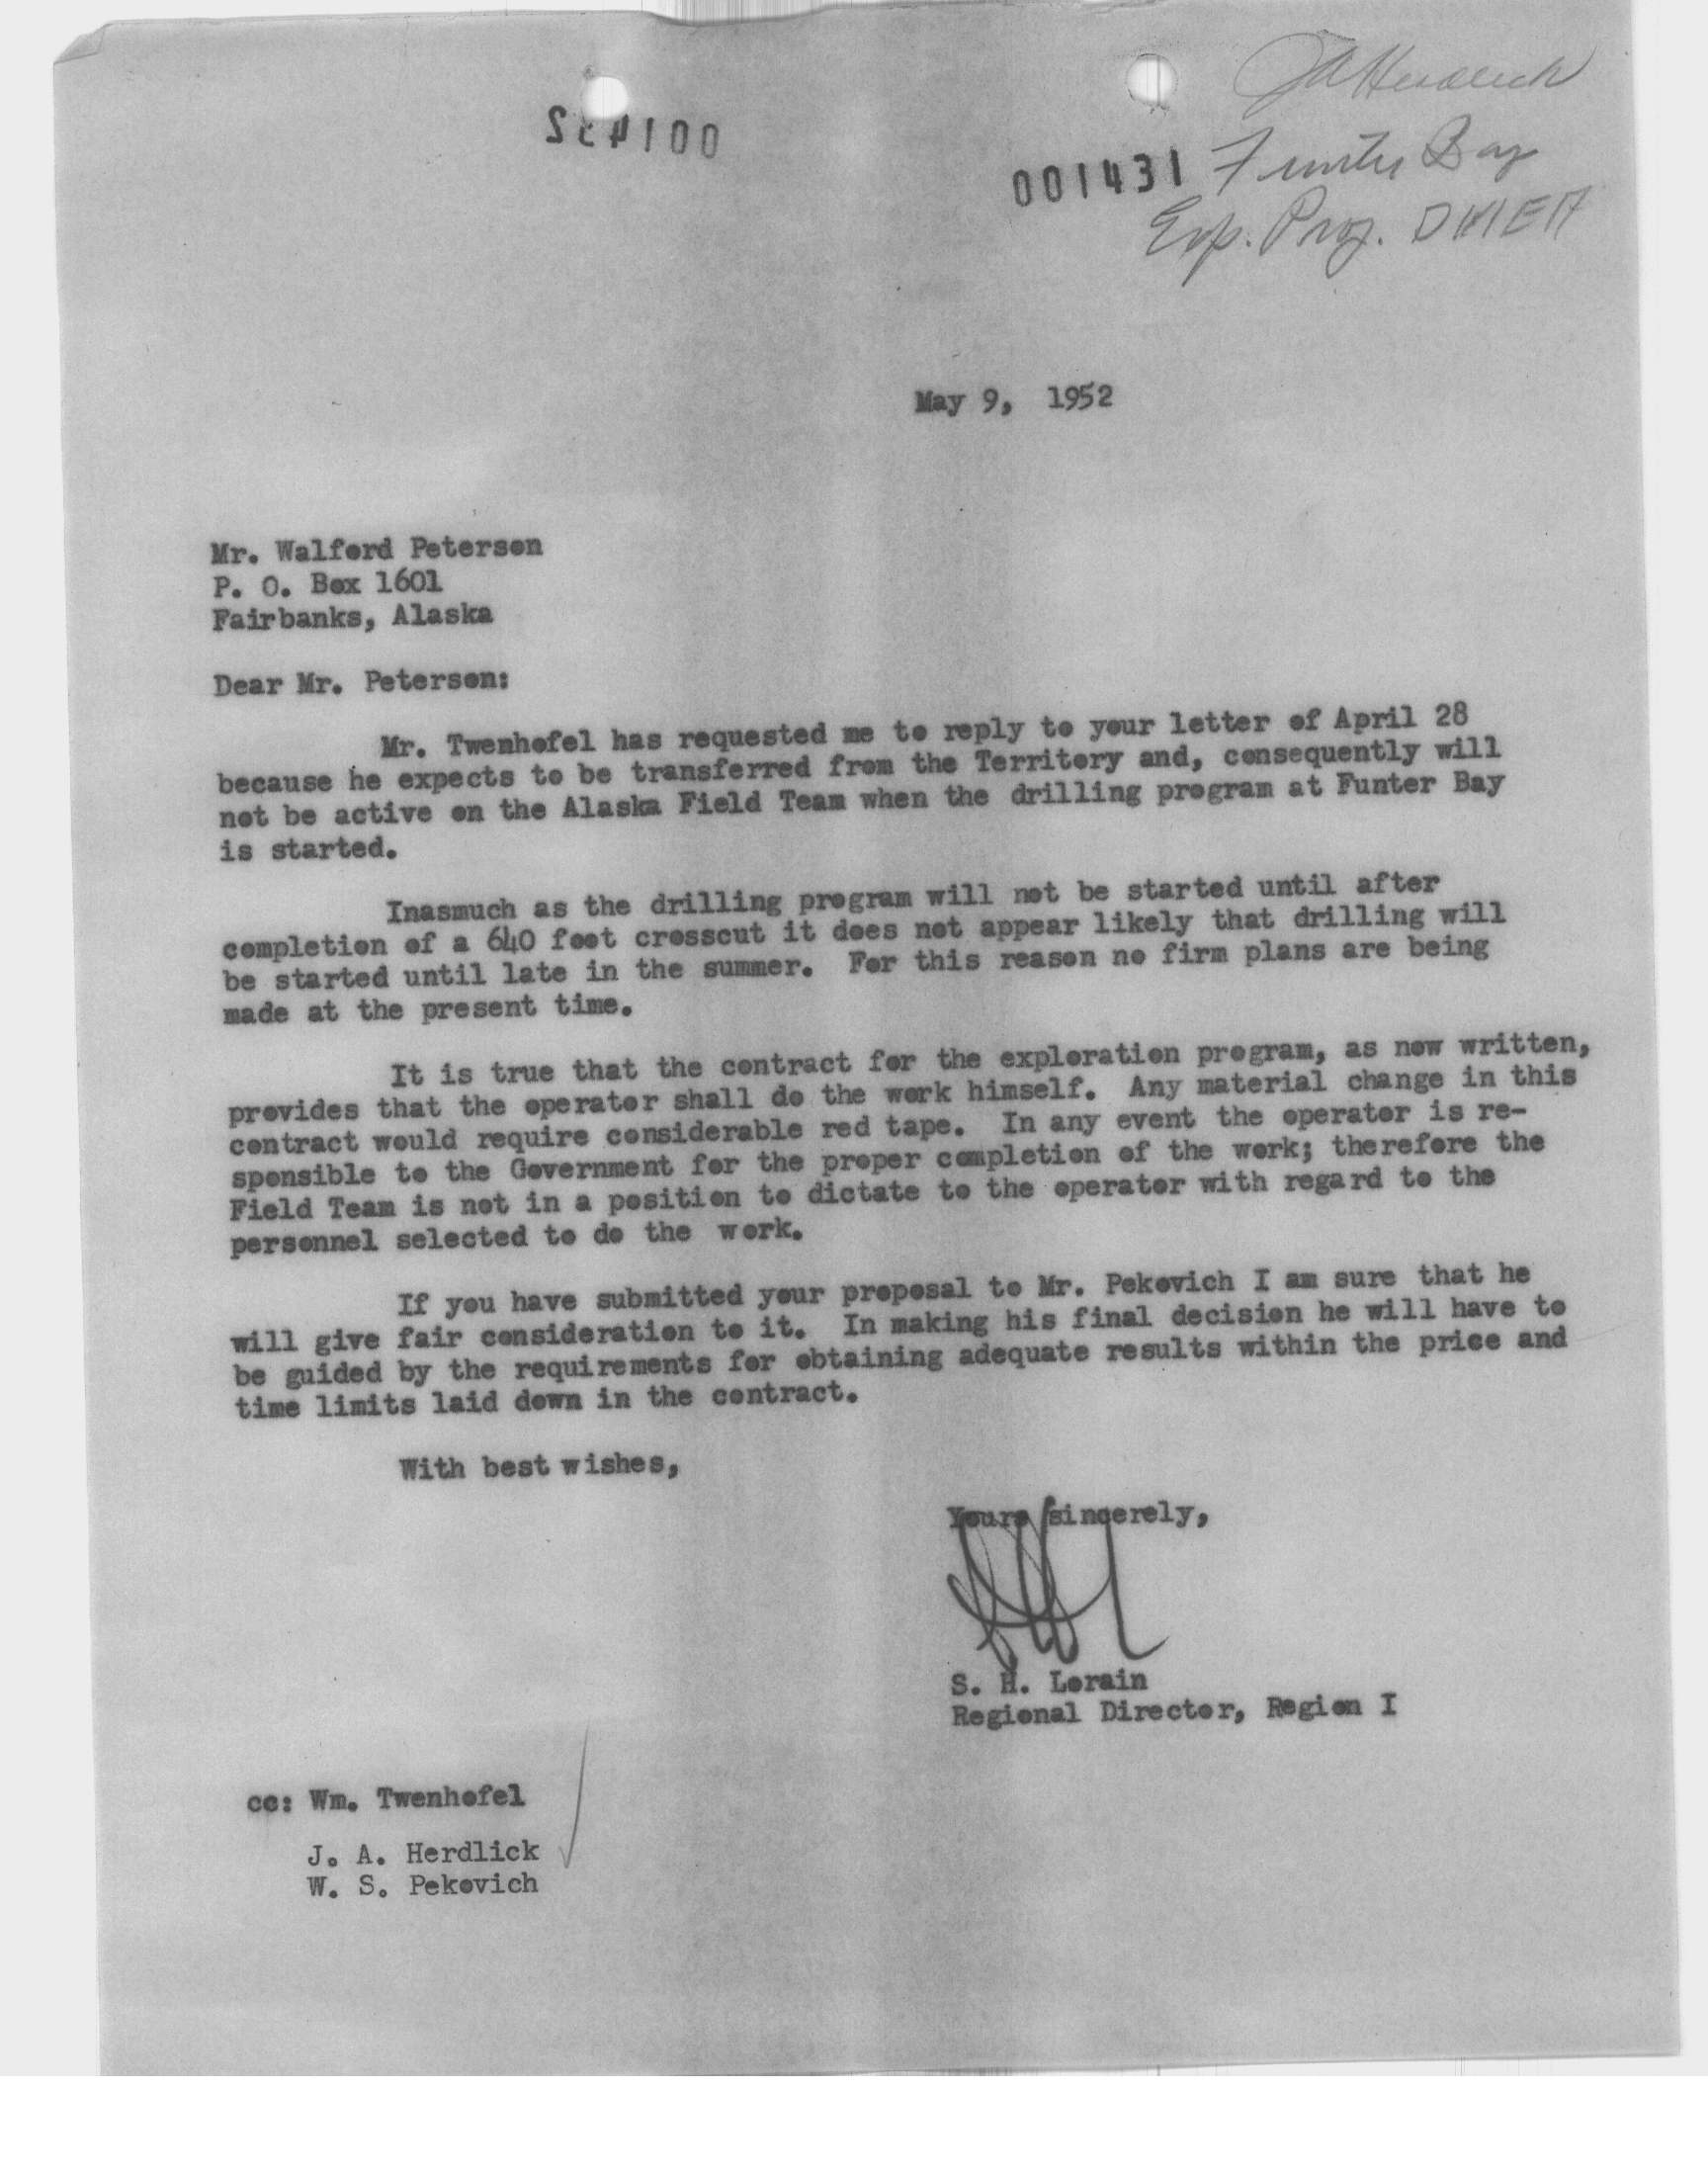 JA Herdlick
001432
001431 Funter Bay
Exp. Proj. DMEA
May 9, 1952
Mr. Walford Petersen
P. O. Box 1601
Fairbanks, Alaska
Dear Mr. Petersen:
Mr. Twenhofel has requested me to reply to your letter of April 28
because he expects to be transferred from the Territory and, consequently will
not be active on the Alaska Field Team when the drilling program at Funter Bay
is started.
Inasmuch as the drilling program will not be started until after
completion of a 640 foot crosscut it does not appear likely that drilling will
be started until late in the summer. For this reason no firm plans are being
made at the present time.
It is true that the contract for the exploration program, as now written,
provides that the operator shall do the work himself. Any material change in this
contract would require considerable red tape. In any event the operator is re-
sponsible to the Government for the proper completion of the work; therefore the
Field Team is not in a position to dictate to the operator with regard to the
personnel selected to do the work.
If you have submitted your proposal to Mr. Pekovich I am sure that he
will give fair consideration to it. In making his final decision he will have to
be guided by the requirements for obtaining adequate results within the price and
time limits laid down in the contract.
With best wishes,
Yours sincerely,
S. H. Lorain
Regional Director, Region I
cc: Wm. Twenhofel
J. A. Herdlick
W. S. Pekovich